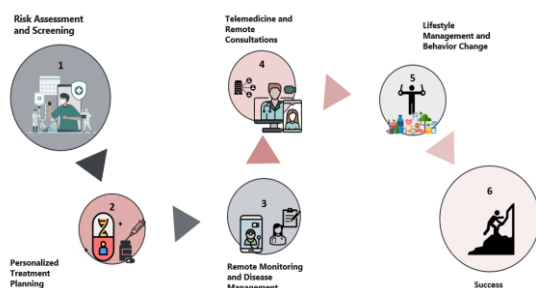 Risk Assessment
and Screening
1
2
Personalized
Treatment
Planning
3
Remote Monitoring
and Disease
Management
Telemedicine and
Remote
Consultations
4
Lifestyle
Management and
Behavior Change
5
6
Success